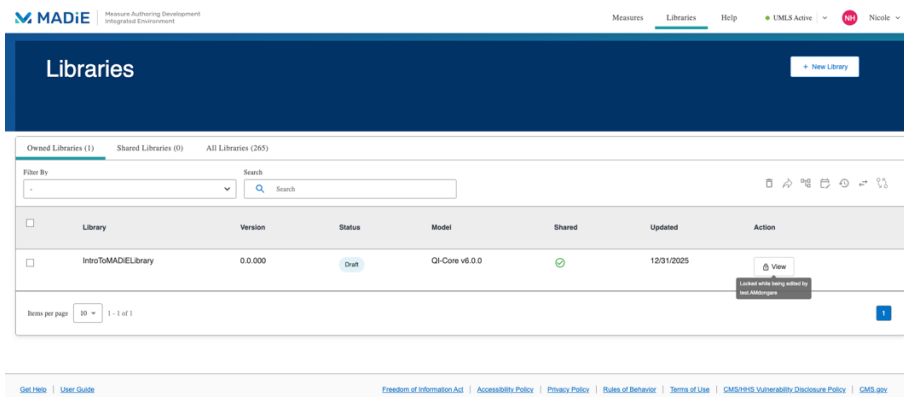 MADiE Measure Authoring Development
Integrated Environment
Measures Libraries Help UMLS Active NH Nicole
Libraries
+ New Library
Owned Libraries (1) Shared Libraries (0) All Libraries (265)
Filter By Search
- Search
Library Version Status Model Shared Updated Action
IntroToMADiELibrary 0.0.000 Draft QI-Core v6.0.0 12/31/2025 View
Locked while being edited by
test.AMdongare
Items per page 10 1 - 1 of 1 1
Get Help | User Guide Freedom of Information Act | Accessibility Policy | Privacy Policy | Rules of Behavior | Terms of Use | CMS/HHS Vulnerability Disclosure Policy | CMS.gov